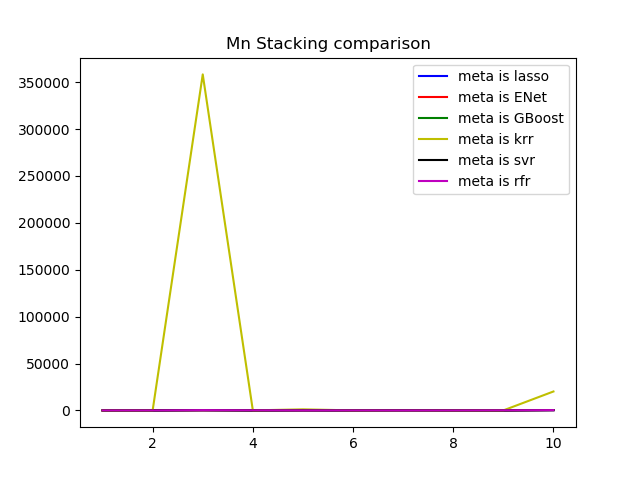 Mn Stacking comparison
meta is lasso
meta is ENet
meta is GBoost
meta is krr
meta is svr
meta is rfr
350000
300000
250000
200000
150000
100000
50000
0
2 4 6 8 10